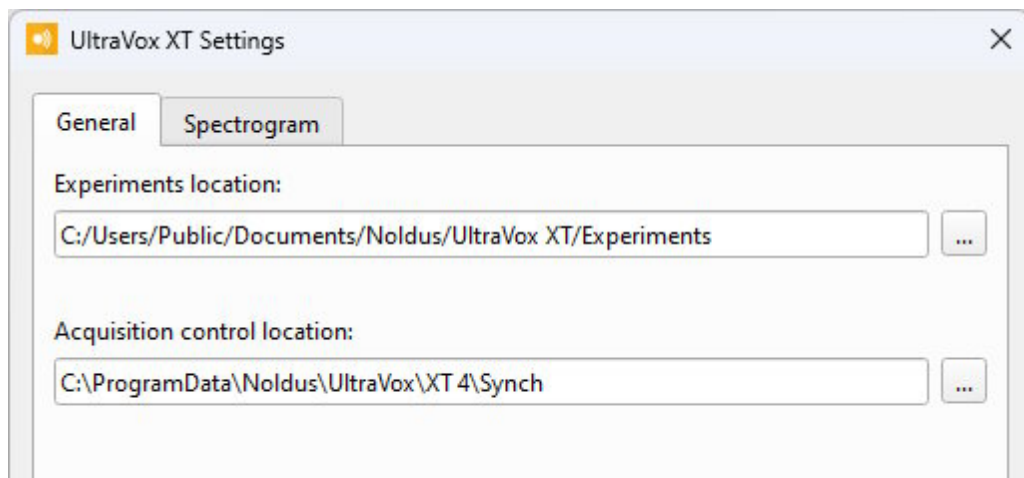 UltraVox XT Settings
General Spectrogram
Experiments location:
C:/Users/Public/Documents/Noldus/UltraVox XT/Experiments ...
Acquisition control location:
C:\ProgramData\Noldus\UltraVox\XT 4\Synch ...